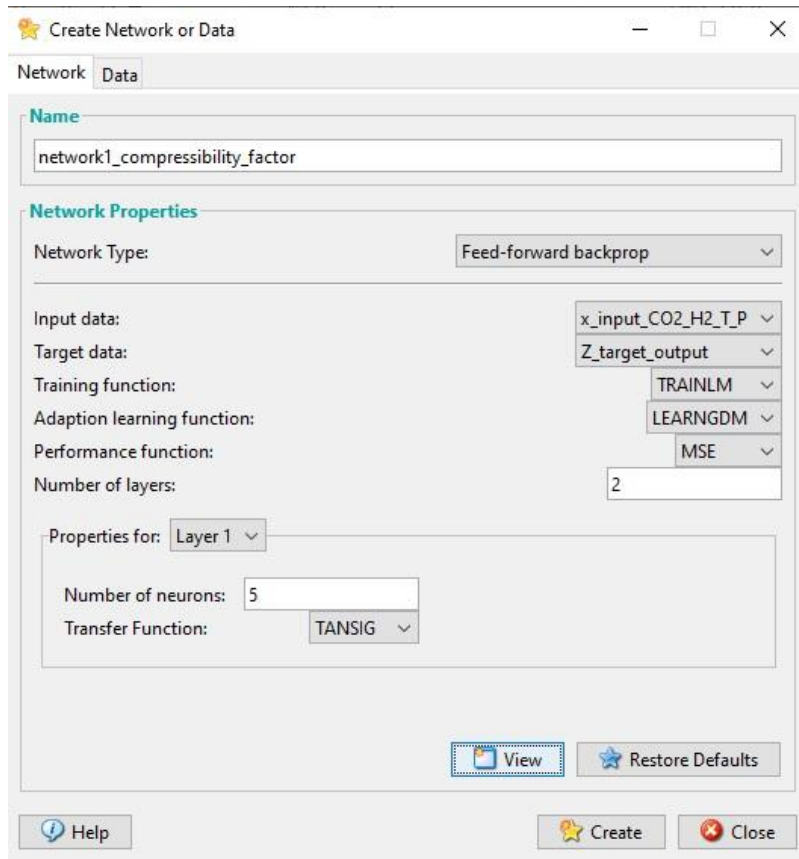 Create Network or Data
Network Data
Name
network1_compressibility_factor
Network Properties
Network Type: Feed-forward backprop
Input data: x_input_CO2_H2_T_P
Target data: Z_target_output
Training function: TRAINLM
Adaption learning function: LEARNGDM
Performance function: MSE
Number of layers: 2
Properties for: Layer 1
Number of neurons: 5
Transfer Function: TANSIG
View Restore Defaults
Help Create Close